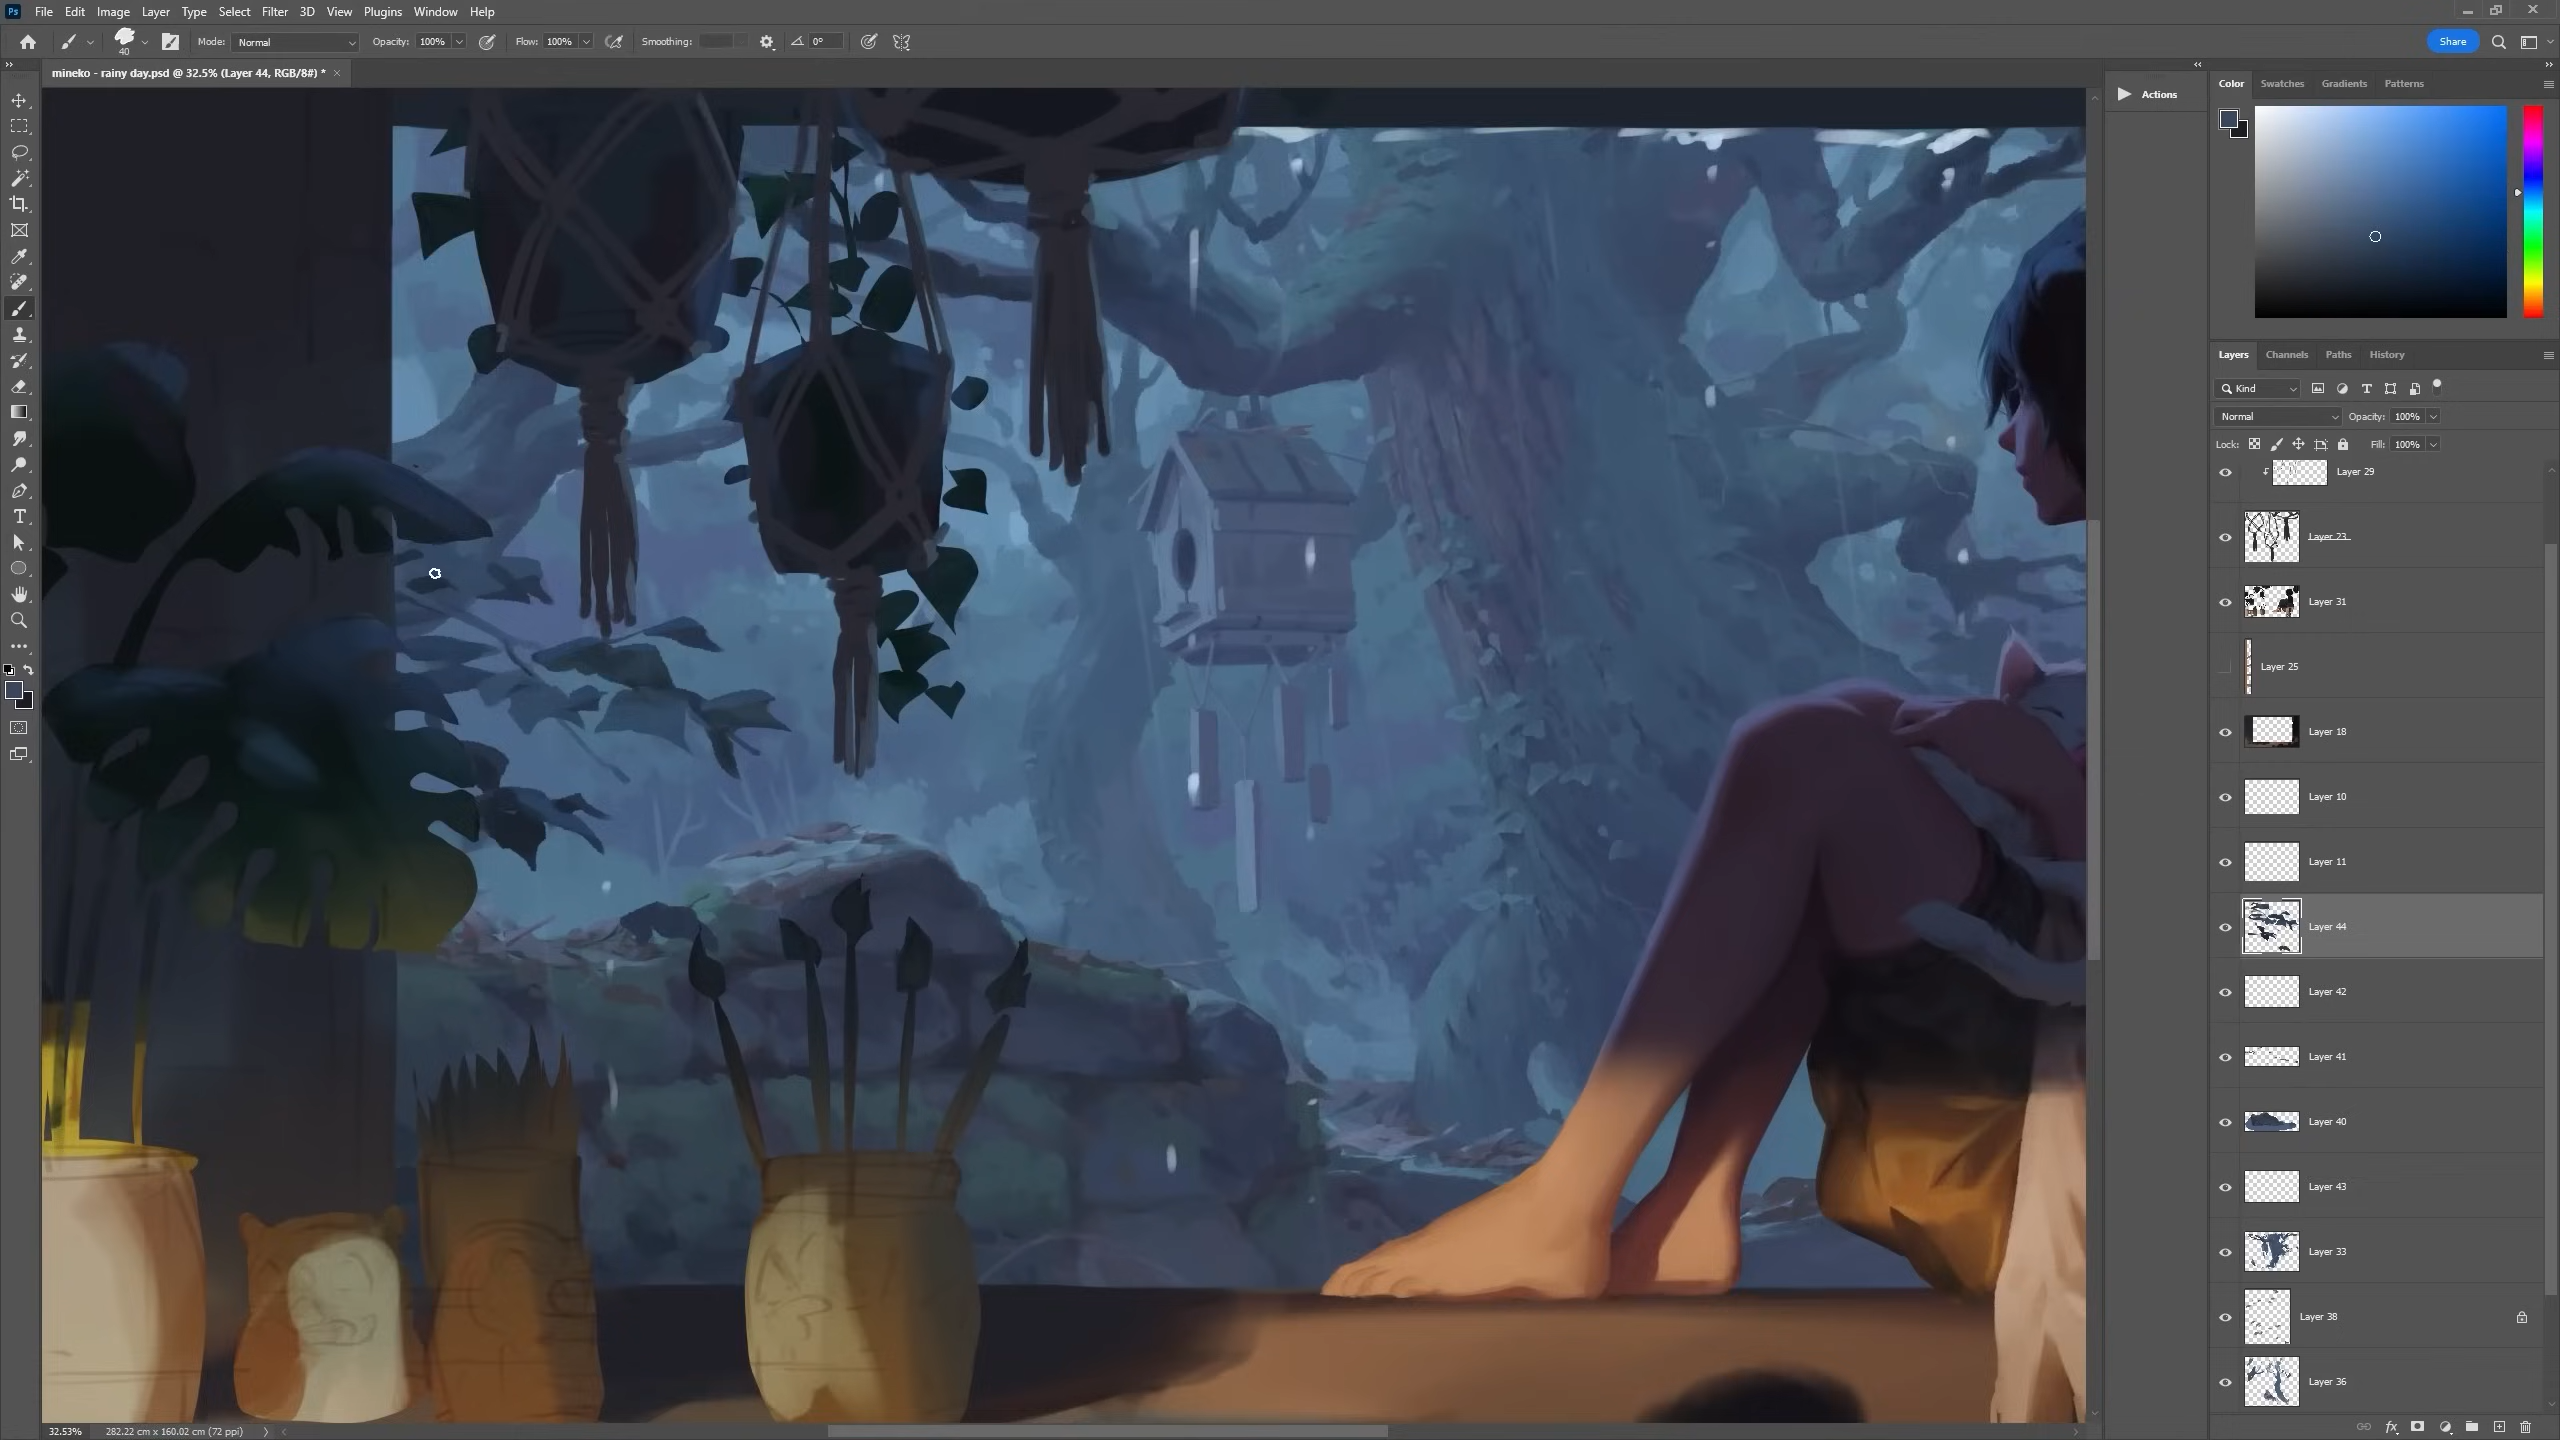 Ps File Edit Image Layer Type Select Filter 3D View Plugins Window Help
40 Mode: Normal Opacity: 100% Flow: 100% Smoothing: 0° Share
mineko - rainy day.psd @ 32.5% (Layer 44, RGB/8#) * ×
Actions
Color Swatches Gradients Patterns
Layers Channels Paths History
Kind
Normal Opacity: 100%
Lock: Fill: 100%
Layer 29
Layer 23
Layer 31
Layer 25
Layer 18
Layer 10
Layer 11
Layer 44
Layer 42
Layer 41
Layer 40
Layer 43
Layer 33
Layer 38
Layer 36
32.53% 282.22 cm x 160.02 cm (72 ppi)